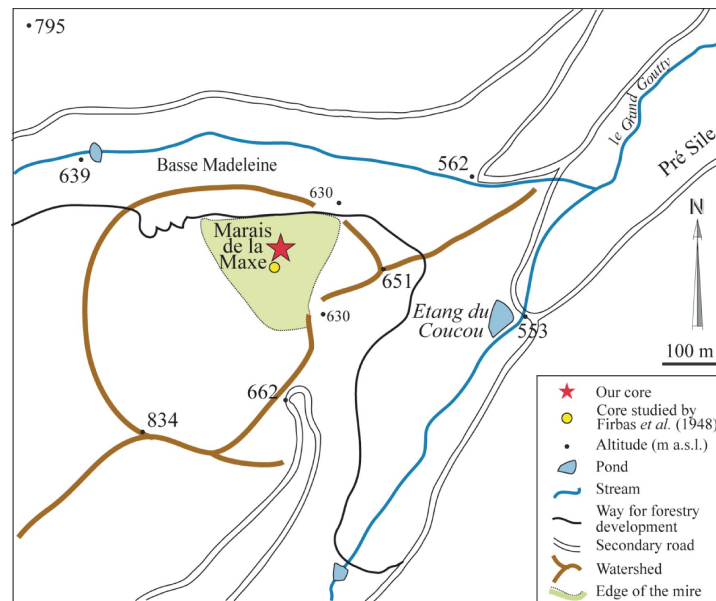 795
le Grand Goutty
Pré Sile
Basse Madeleine
562
639
630
N
Marais
de la
Maxe
651
Etang du
Coucou
630
553
100 m
662
834
Our core
Core studied by
Firbas et al. (1948)
Altitude (m a.s.l.)
Pond
Stream
Way for forestry
development
Secondary road
Watershed
Edge of the mire